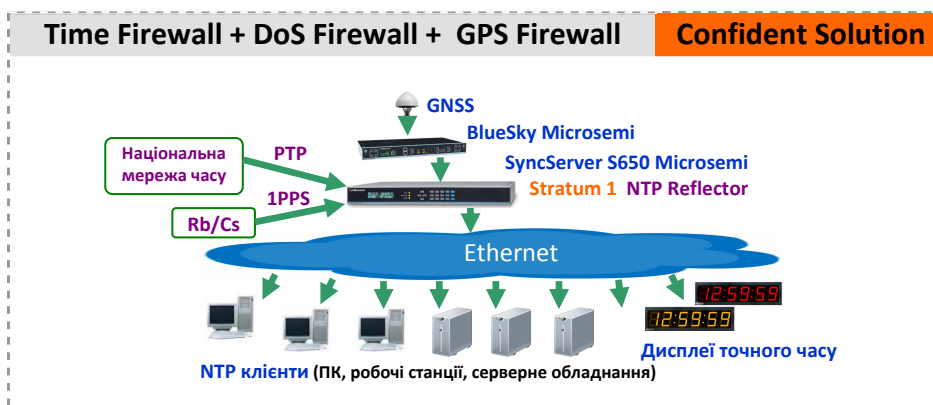 Time Firewall + DoS Firewall + GPS Firewall
Confident Solution
GNSS
BlueSky Microsemi
Національна
мережа часу
PTP
SyncServer S650 Microsemi
Stratum 1 NTP Reflector
1PPS
Rb/Cs
Ethernet
12:59:59
12:59:59
Дисплеї точного часу
NTP клієнти (ПК, робочі станції, серверне обладнання)